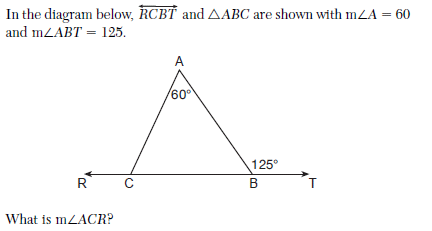 In the diagram below, RCBT and △ABC are shown with m∠A = 60
and m∠ABT = 125.
A
60°
125°
R C B T
What is m∠ACR?